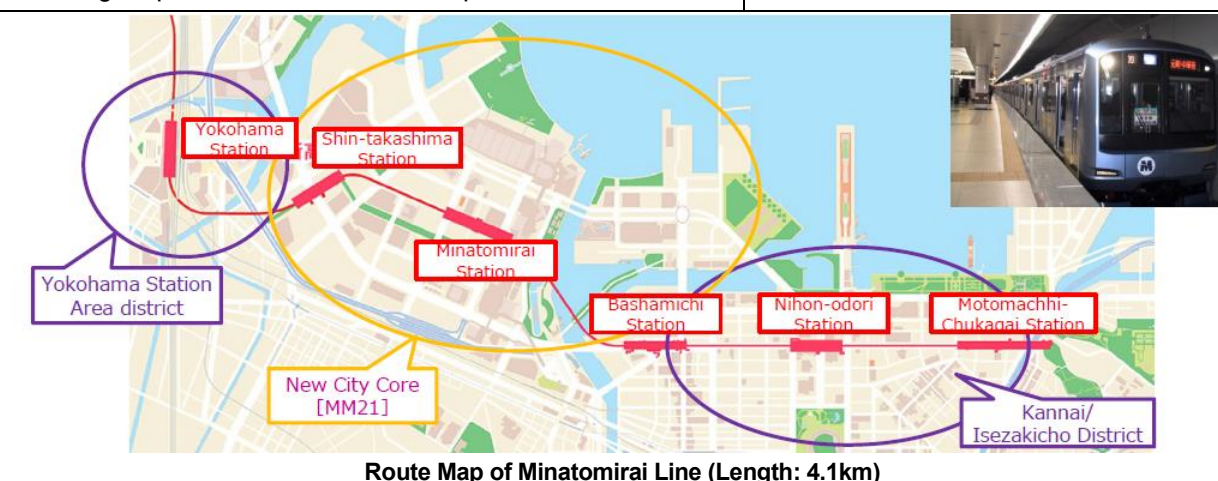 Yokohama
Station
Shin-takashima
Station
Minatomirai
Station
Bashamichi
Station
Nihon-odori
Station
Motomachhi-
Chukagai Station
Yokohama Station
Area district
New City Core
[MM21]
Kannai/
Isezakicho District
Route Map of Minatomirai Line (Length: 4.1km)